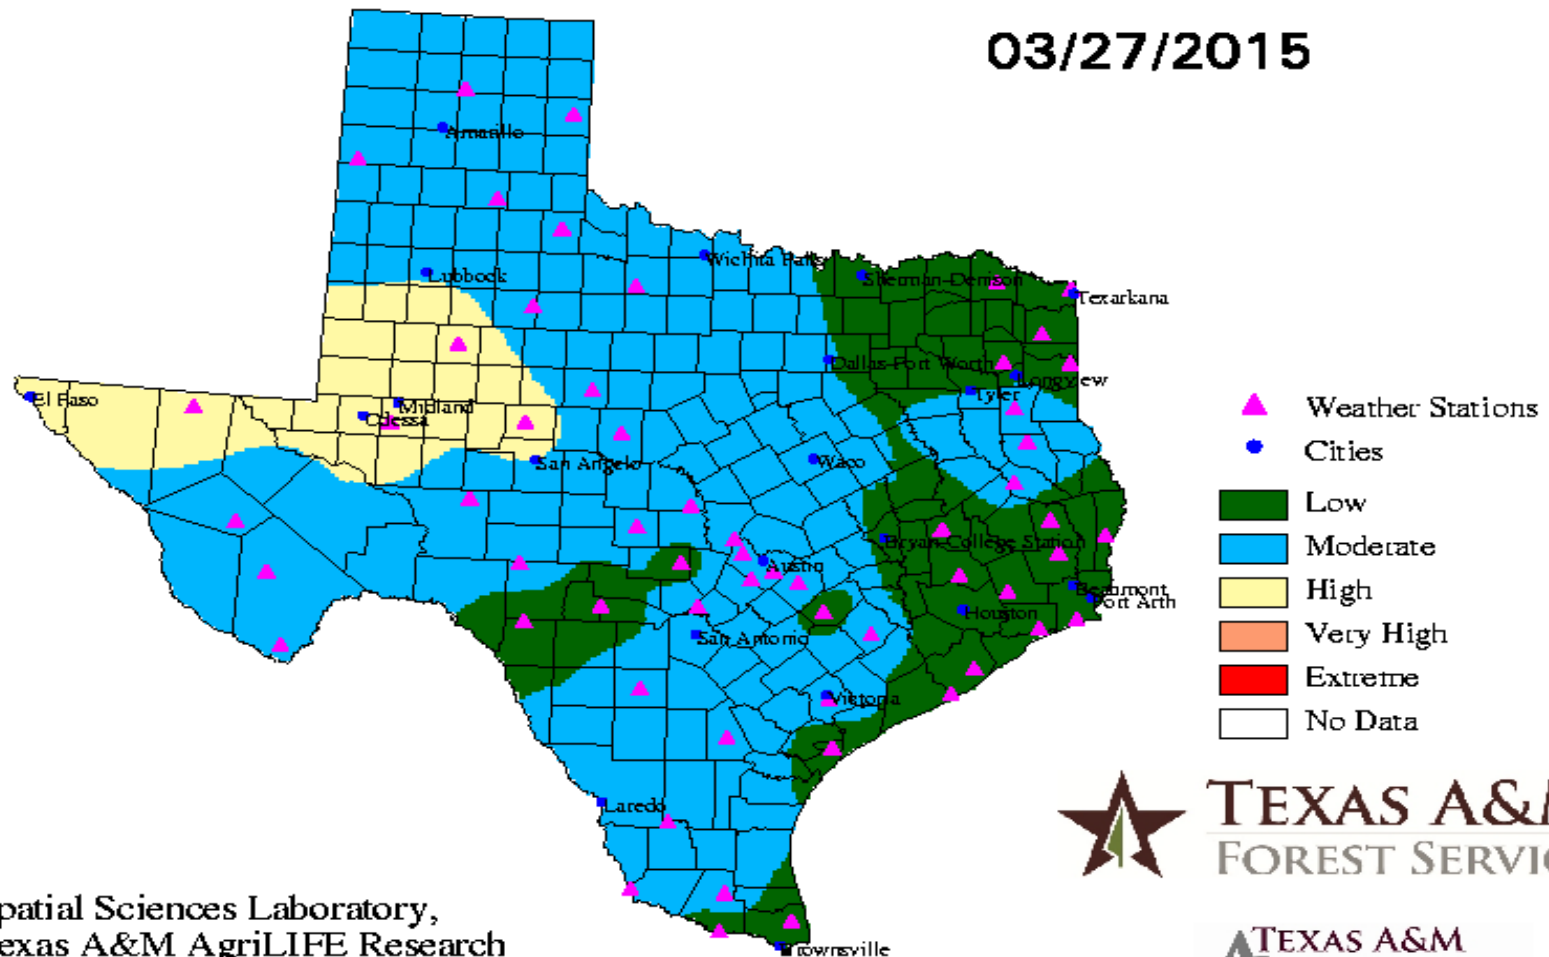 03/27/2015
Amarillo
Lubbock
Wichita Falls
Sherman-Denison
Texarkana
Dallas-Fort Worth
Longview
Tyler
El Paso
Midland
Odessa
San Angelo
Waco
Bryan-College Station
Austin
Beaumont
Port Arth
Houston
San Antonio
Victoria
Laredo
Brownsville
Weather Stations
Cities
Low
Moderate
High
Very High
Extreme
No Data
TEXAS A&M
FOREST SERVIC
patial Sciences Laboratory,
exas A&M AgriLIFE Research
TEXAS A&M